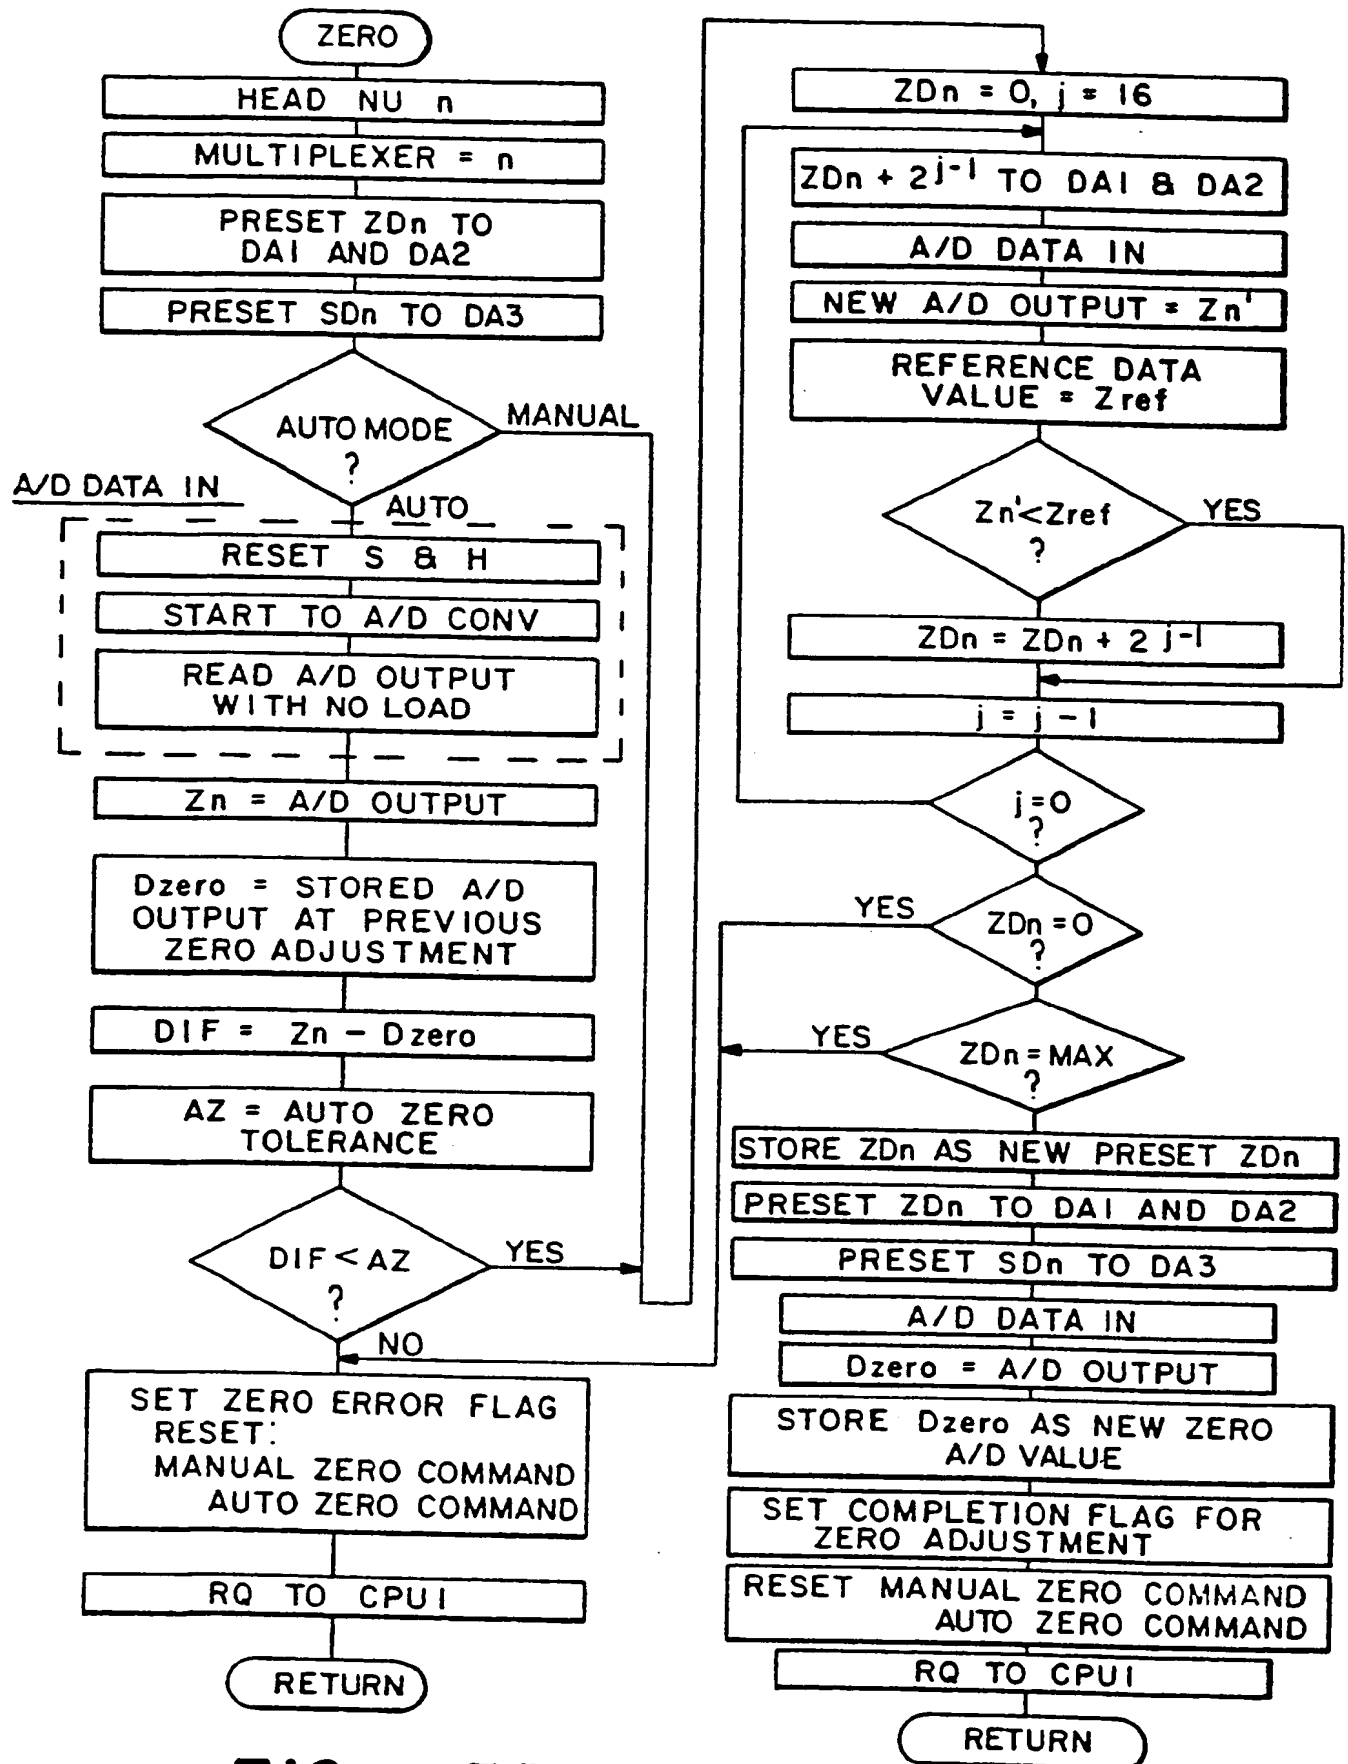 ZERO
HEAD NU n
MULTIPLEXER = n
PRESET ZDn TO
DA1 AND DA2
PRESET SDn TO DA3
AUTO MODE
?
MANUAL
A/D DATA IN
AUTO
RESET S & H
START TO A/D CONV
READ A/D OUTPUT
WITH NO LOAD
Zn = A/D OUTPUT
Dzero = STORED A/D
OUTPUT AT PREVIOUS
ZERO ADJUSTMENT
DIF = Zn - Dzero
AZ = AUTO ZERO
TOLERANCE
DIF < AZ
?
YES
NO
SET ZERO ERROR FLAG
RESET:
MANUAL ZERO COMMAND
AUTO ZERO COMMAND
RQ TO CPU1
RETURN
ZDn = 0, j = 16
ZDn + 2^j-1 TO DA1 & DA2
A/D DATA IN
NEW A/D OUTPUT = Zn'
REFERENCE DATA
VALUE = Zref
Zn'<Zref
?
YES
ZDn = ZDn + 2^j-1
j = j - 1
j = 0
?
YES
ZDn = 0
?
YES
ZDn = MAX
?
STORE ZDn AS NEW PRESET ZDn
PRESET ZDn TO DA1 AND DA2
PRESET SDn TO DA3
A/D DATA IN
Dzero = A/D OUTPUT
STORE Dzero AS NEW ZERO
A/D VALUE
SET COMPLETION FLAG FOR
ZERO ADJUSTMENT
RESET MANUAL ZERO COMMAND
AUTO ZERO COMMAND
RQ TO CPU1
RETURN